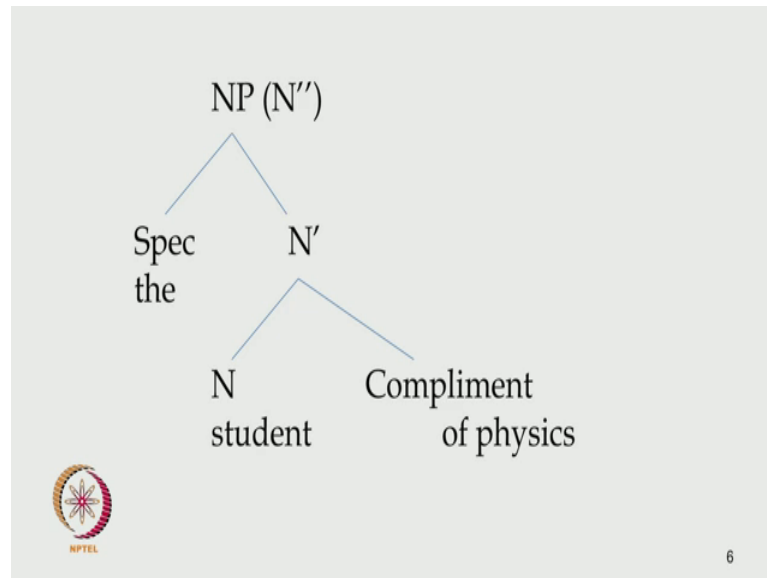 NP (N′′)
Spec N′
the
N Compliment
student of physics
NPTEL
6